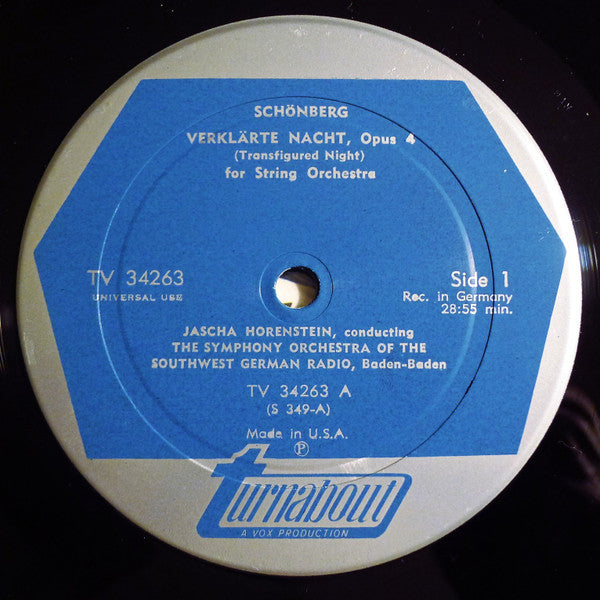 SCHÖNBERG
VERKLÄRTE NACHT, Opus 4
(Transfigured Night)
for String Orchestra
TV 34263
UNIVERSAL USE
Side 1
Rec. in Germany
28:55 min.
JASCHA HORENSTEIN, conducting
THE SYMPHONY ORCHESTRA OF THE
SOUTHWEST GERMAN RADIO, Baden-Baden
TV 34263 A
(S 349-A)
Made in U.S.A.
Ⓟ
turnabout
A VOX PRODUCTION